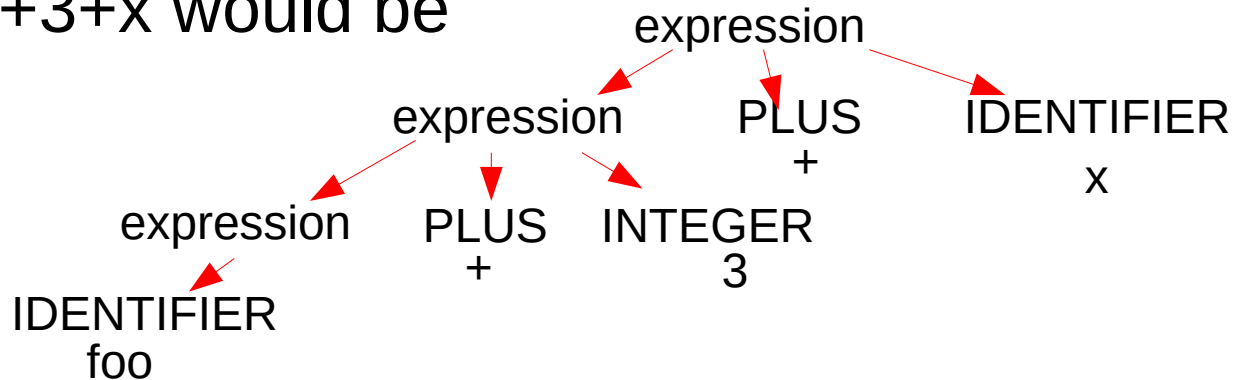 +3+x would be
expression
expression PLUS IDENTIFIER
+ x
expression PLUS INTEGER
+ 3
IDENTIFIER
foo